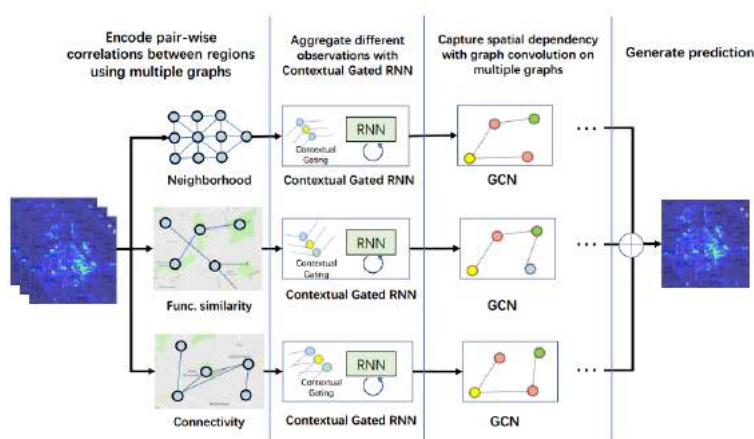 Encode pair-wise
correlations between regions
using multiple graphs
Aggregate different
observations with
Contextual Gated RNN
Capture spatial dependency
with graph convolution on
multiple graphs
Generate prediction
Neighborhood
Contextual
Gating
RNN
Contextual Gated RNN
GCN
...
Func. similarity
Contextual
Gating
RNN
Contextual Gated RNN
GCN
...
Connectivity
Contextual
Gating
RNN
Contextual Gated RNN
GCN
...